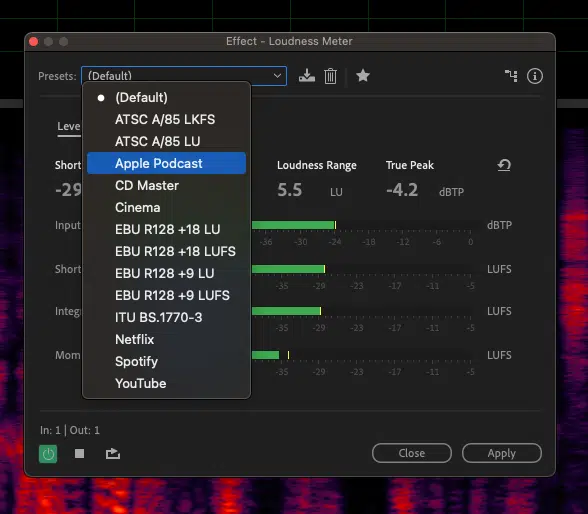 Effect - Loudness Meter
Presets: (Default)
(Default)
ATSC A/85 LKFS
ATSC A/85 LU
Apple Podcast
CD Master
Cinema
EBU R128 +18 LU
EBU R128 +18 LUFS
EBU R128 +9 LU
EBU R128 +9 LUFS
ITU BS.1770-3
Netflix
Spotify
YouTube
Leve
Short Loudness Range True Peak
-29 5.5 LU -4.2 dBTP
Input dBTP
-36 -30 -24 -18 -12 -6 0
Short LUFS
-35 -29 -23 -17 -11 -5
Integ LUFS
-35 -29 -23 -17 -11 -5
Mom LUFS
-35 -29 -23 -17 -11 -5
In: 1 | Out: 1
Close Apply